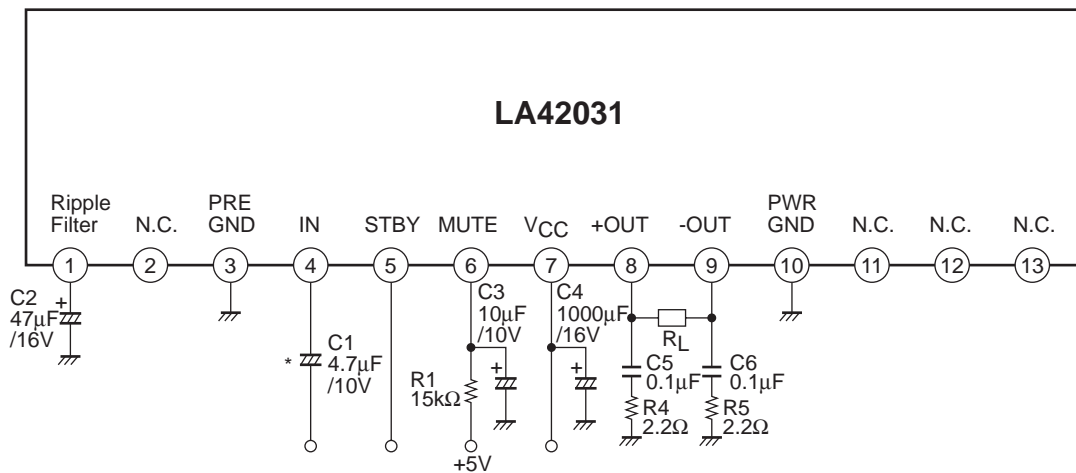 LA42031
Ripple
Filter
N.C.
PRE
GND
IN
STBY
MUTE
VCC
+OUT
-OUT
PWR
GND
N.C.
N.C.
N.C.
1
2
3
4
5
6
7
8
9
10
11
12
13
C2
47μF
/16V
+
*
C1
4.7μF
/10V
C3
10μF
/10V
+
R1
15kΩ
+5V
C4
1000μF
/16V
+
RL
C5
0.1μF
R4
2.2Ω
C6
0.1μF
R5
2.2Ω